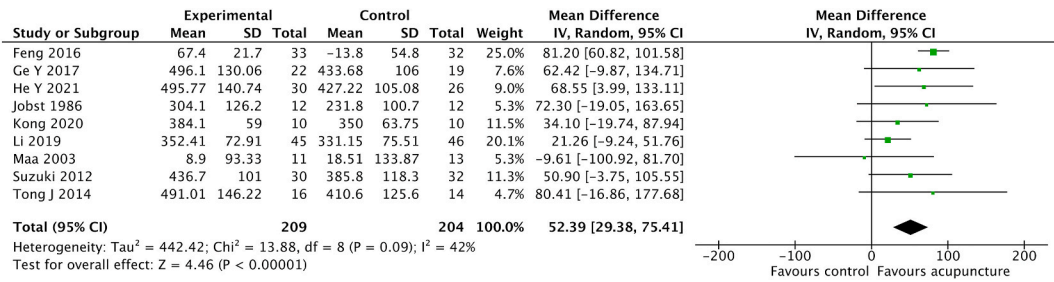 Experimental Control Mean Difference Mean Difference
Study or Subgroup Mean SD Total Mean SD Total Weight IV, Random, 95% CI IV, Random, 95% CI
Feng 2016 67.4 21.7 33 -13.8 54.8 32 25.0% 81.20 [60.82, 101.58]
Ge Y 2017 496.1 130.06 22 433.68 106 19 7.6% 62.42 [-9.87, 134.71]
He Y 2021 495.77 140.74 30 427.22 105.08 26 9.0% 68.55 [3.99, 133.11]
Jobst 1986 304.1 126.2 12 231.8 100.7 12 5.3% 72.30 [-19.05, 163.65]
Kong 2020 384.1 59 10 350 63.75 10 11.5% 34.10 [-19.74, 87.94]
Li 2019 352.41 72.91 45 331.15 75.51 46 20.1% 21.26 [-9.24, 51.76]
Maa 2003 8.9 93.33 11 18.51 133.87 13 5.3% -9.61 [-100.92, 81.70]
Suzuki 2012 436.7 101 30 385.8 118.3 32 11.3% 50.90 [-3.75, 105.55]
Tong J 2014 491.01 146.22 16 410.6 125.6 14 4.7% 80.41 [-16.86, 177.68]
Total (95% CI) 209 204 100.0% 52.39 [29.38, 75.41]
Heterogeneity: Tau² = 442.42; Chi² = 13.88, df = 8 (P = 0.09); I² = 42%
Test for overall effect: Z = 4.46 (P < 0.00001)
-200 -100 0 100 200
Favours control Favours acupuncture